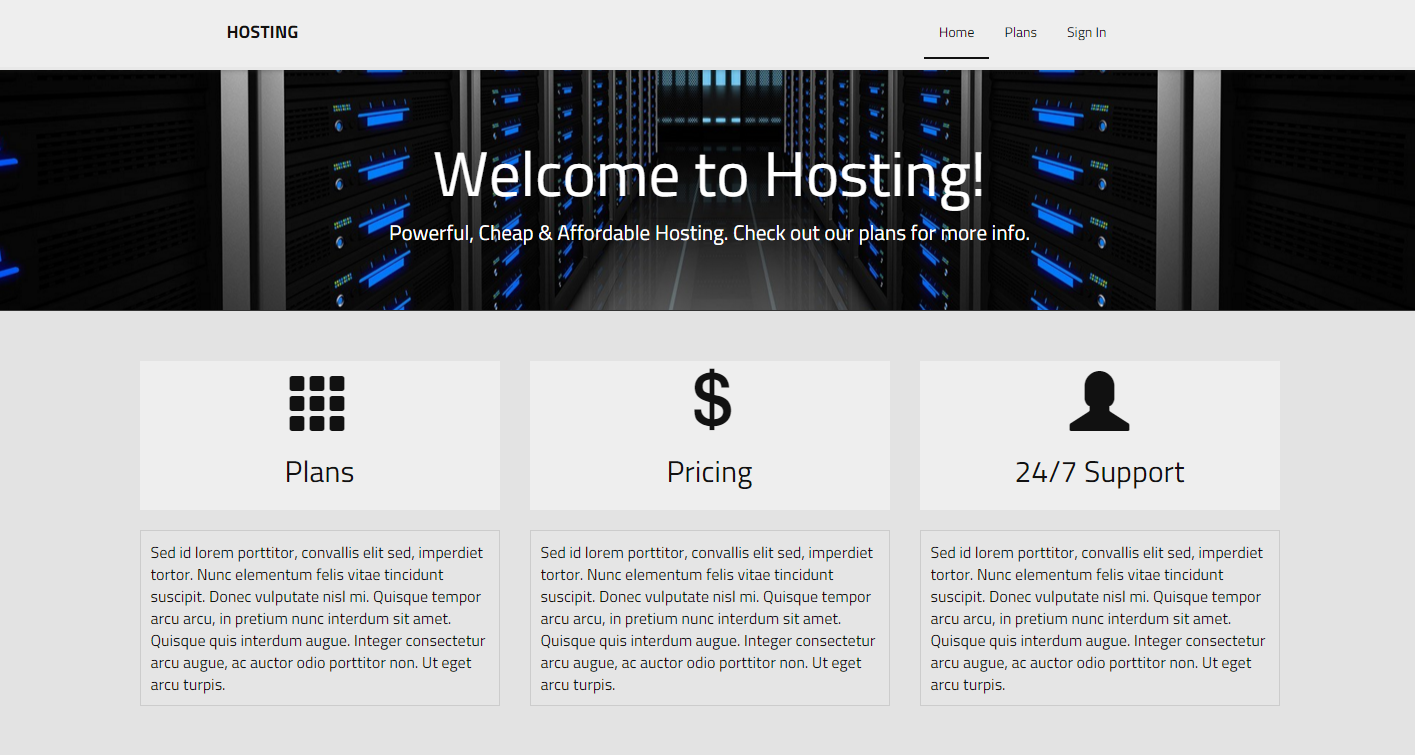 HOSTING
Home Plans Sign In
Welcome to Hosting!
Powerful, Cheap & Affordable Hosting. Check out our plans for more info.
Plans
Pricing
24/7 Support
Sed id lorem porttitor, convallis elit sed, imperdiet
tortor. Nunc elementum felis vitae tincidunt
suscipit. Donec vulputate nisl mi. Quisque tempor
arcu arcu, in pretium nunc interdum sit amet.
Quisque quis interdum augue. Integer consectetur
arcu augue, ac auctor odio porttitor non. Ut eget
arcu turpis.
Sed id lorem porttitor, convallis elit sed, imperdiet
tortor. Nunc elementum felis vitae tincidunt
suscipit. Donec vulputate nisl mi. Quisque tempor
arcu arcu, in pretium nunc interdum sit amet.
Quisque quis interdum augue. Integer consectetur
arcu augue, ac auctor odio porttitor non. Ut eget
arcu turpis.
Sed id lorem porttitor, convallis elit sed, imperdiet
tortor. Nunc elementum felis vitae tincidunt
suscipit. Donec vulputate nisl mi. Quisque tempor
arcu arcu, in pretium nunc interdum sit amet.
Quisque quis interdum augue. Integer consectetur
arcu augue, ac auctor odio porttitor non. Ut eget
arcu turpis.